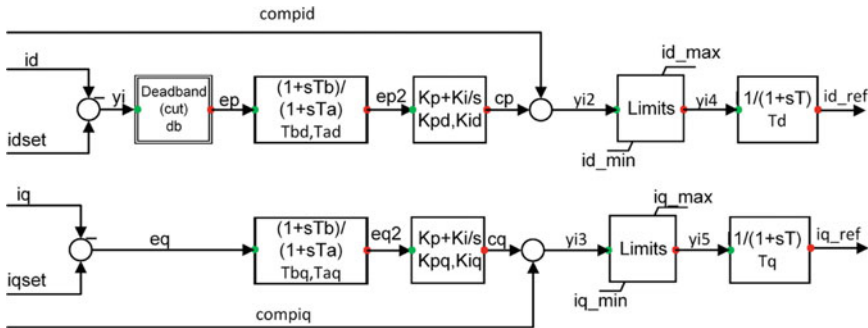 compid
id
id_max
Deadband
(cut)
db
(1+sTb)/
(1+sTa)
Tbd,Tad
Kp+Ki/s
Kpd,Kid
Limits
1/(1+sT)
Td
yi
ep
ep2
cp
yi2
yi4
id_ref
idset
id_min
iq
iq_max
(1+sTb)/
(1+sTa)
Tbq,Taq
Kp+Ki/s
Kpq,Kiq
Limits
1/(1+sT)
Tq
eq
eq2
cq
yi3
yi5
iq_ref
iqset
iq_min
compiq